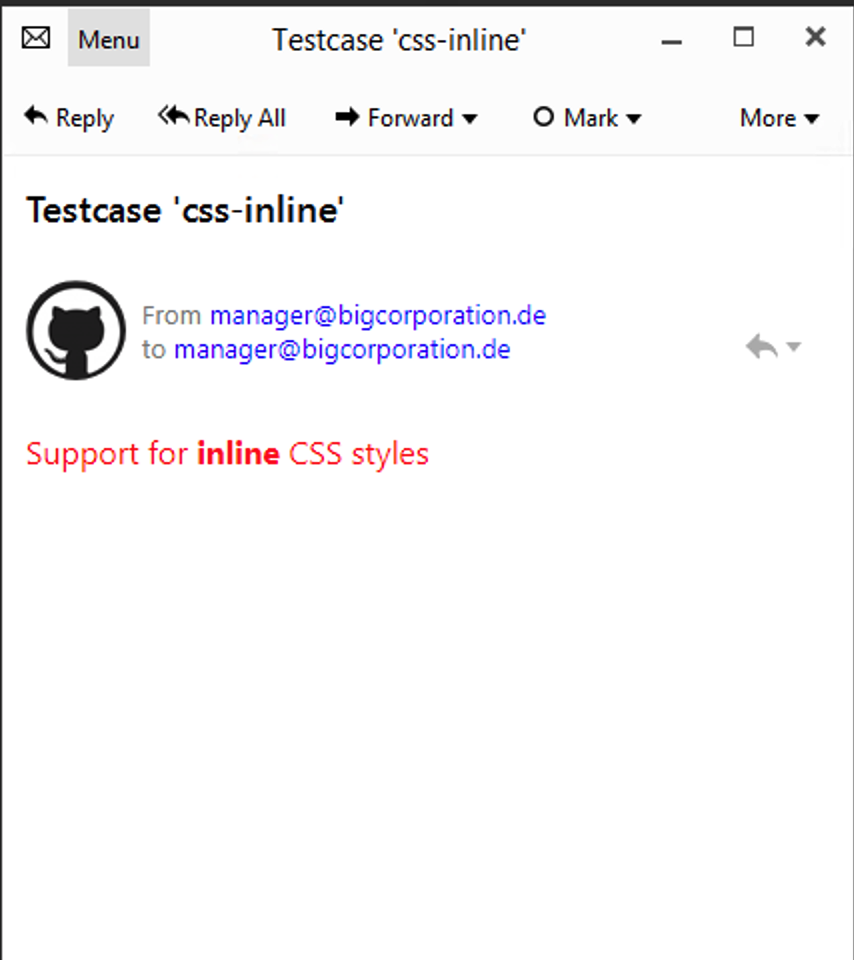 Menu Testcase 'css-inline'
Reply Reply All Forward Mark More
Testcase 'css-inline'
From manager@bigcorporation.de
to manager@bigcorporation.de
Support for inline CSS styles